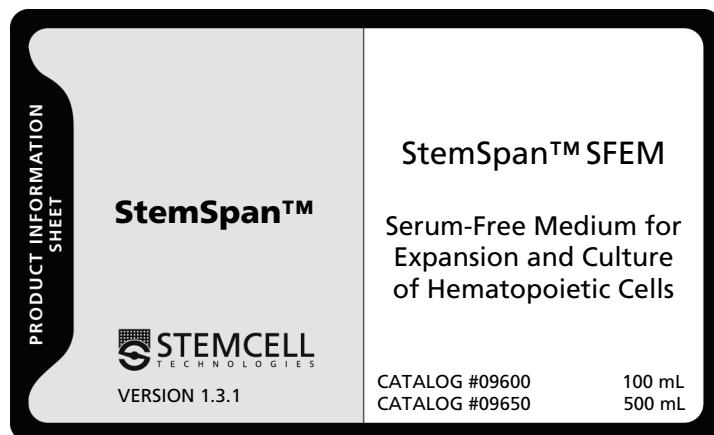 PRODUCT INFORMATION
SHEET
StemSpan™
STEMCELL
TECHNOLOGIES
VERSION 1.3.1
StemSpan™ SFEM
Serum-Free Medium for
Expansion and Culture
of Hematopoietic Cells
CATALOG #09600 100 mL
CATALOG #09650 500 mL